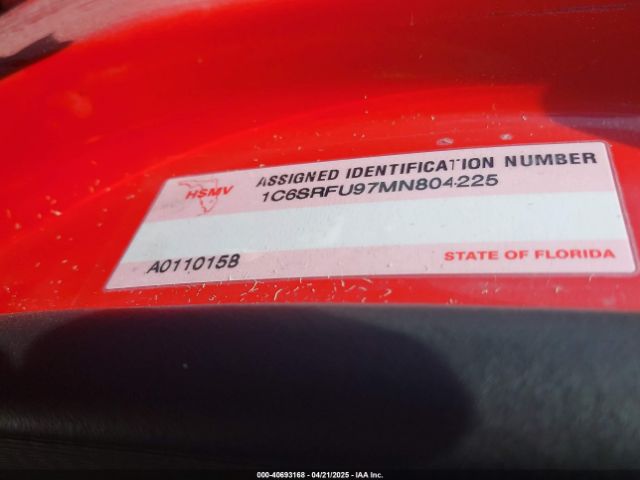 HSMV
ASSIGNED IDENTIFICATION NUMBER
1C6SRFU97MN804225
A0110158
STATE OF FLORIDA
000-40693168 - 04/21/2025 - IAA Inc.